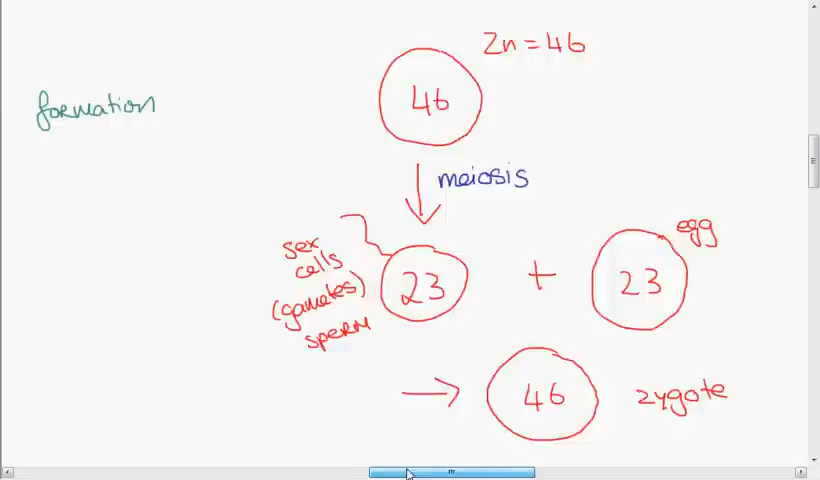 2n = 46
46
formation
meiosis
egg
sex
cells
(gametes)
sperm
23
+
23
46
zygote